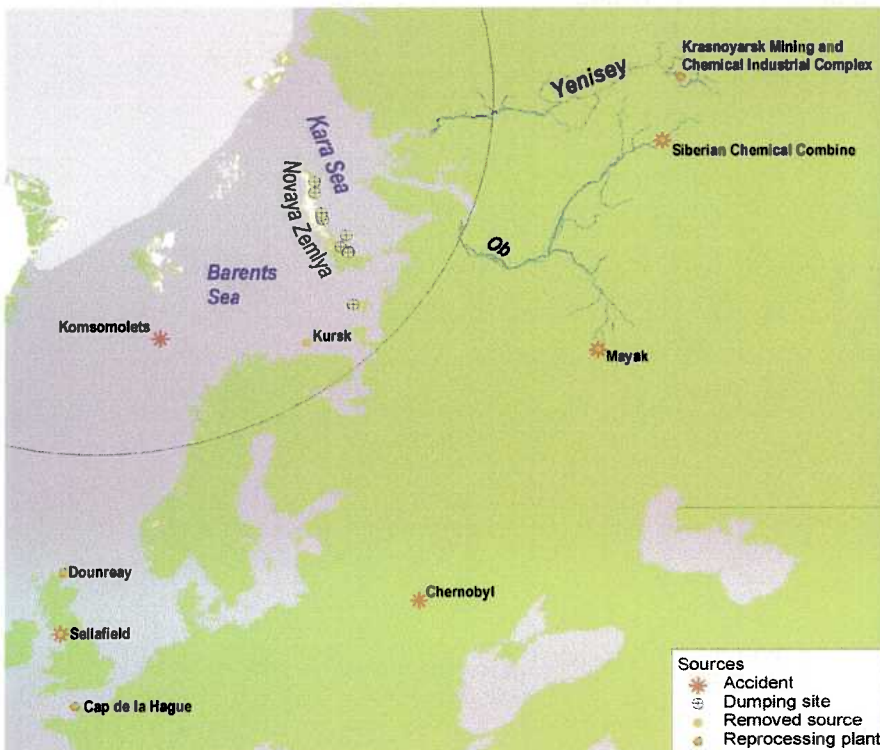 Krasnoyarsk Mining and
Chemical Industrial Complex
Yenisey
Siberian Chemical Combine
Kara Sea
Novaya Zemlya
Ob
Barents
Sea
Komsomolets
Kursk
Mayak
Dounreay
Chernobyl
Sellafield
Cap de la Hague
Sources
Accident
Dumping site
Removed source
Reprocessing plant